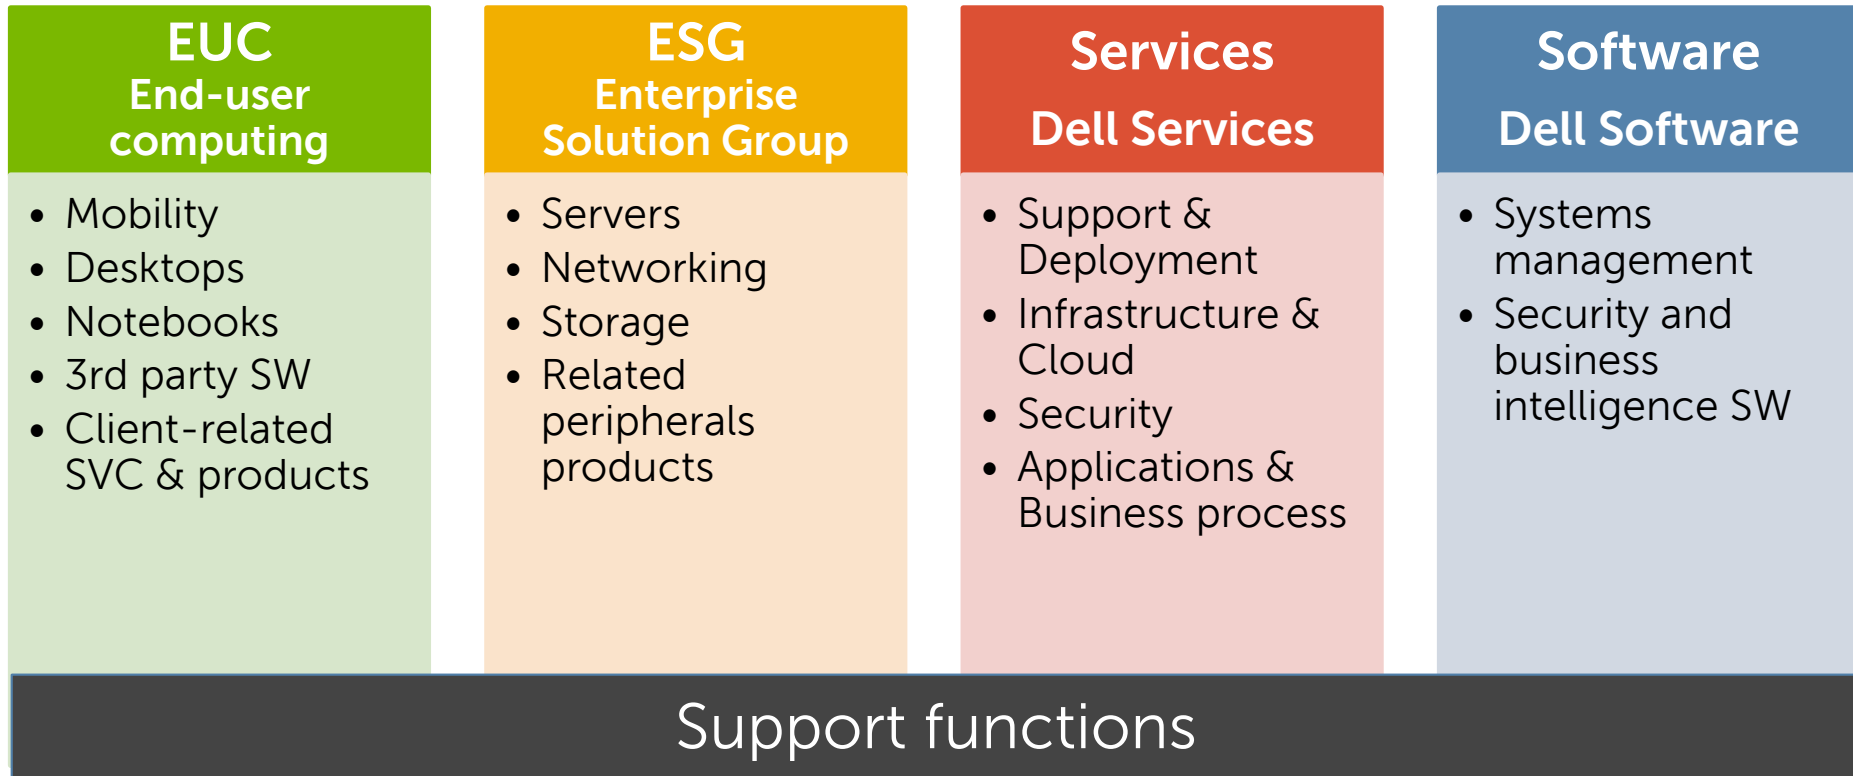 EUC
End-user
computing
• Mobility
• Desktops
• Notebooks
• 3rd party SW
• Client-related
SVC & products
ESG
Enterprise
Solution Group
• Servers
• Networking
• Storage
• Related
peripherals
products
Services
Dell Services
• Support &
Deployment
• Infrastructure &
Cloud
• Security
• Applications &
Business process
Software
Dell Software
• Systems
management
• Security and
business
intelligence SW
Support functions